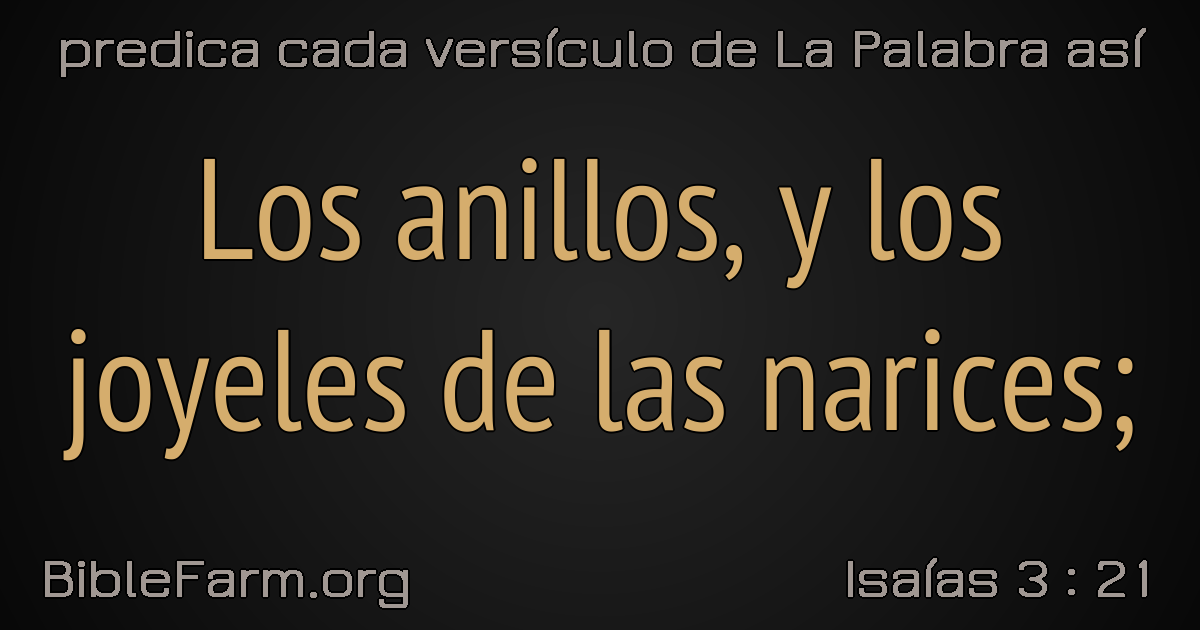 predica cada versículo de La Palabra así
Los anillos, y los
joyeles de las narices;
BibleFarm.org
Isaías 3 : 21